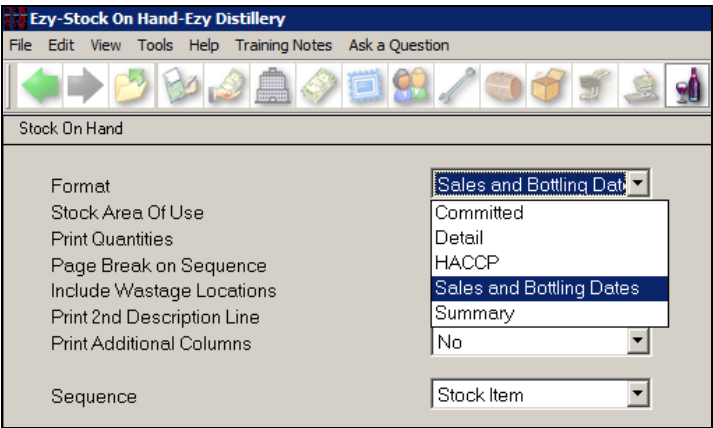 Ezy-Stock On Hand-Ezy Distillery
File Edit View Tools Help Training Notes Ask a Question
Stock On Hand
Format Sales and Bottling Dat
Stock Area Of Use Committed
Print Quantities Detail
Page Break on Sequence HACCP
Include Wastage Locations Sales and Bottling Dates
Print 2nd Description Line Summary
Print Additional Columns No
Sequence Stock Item